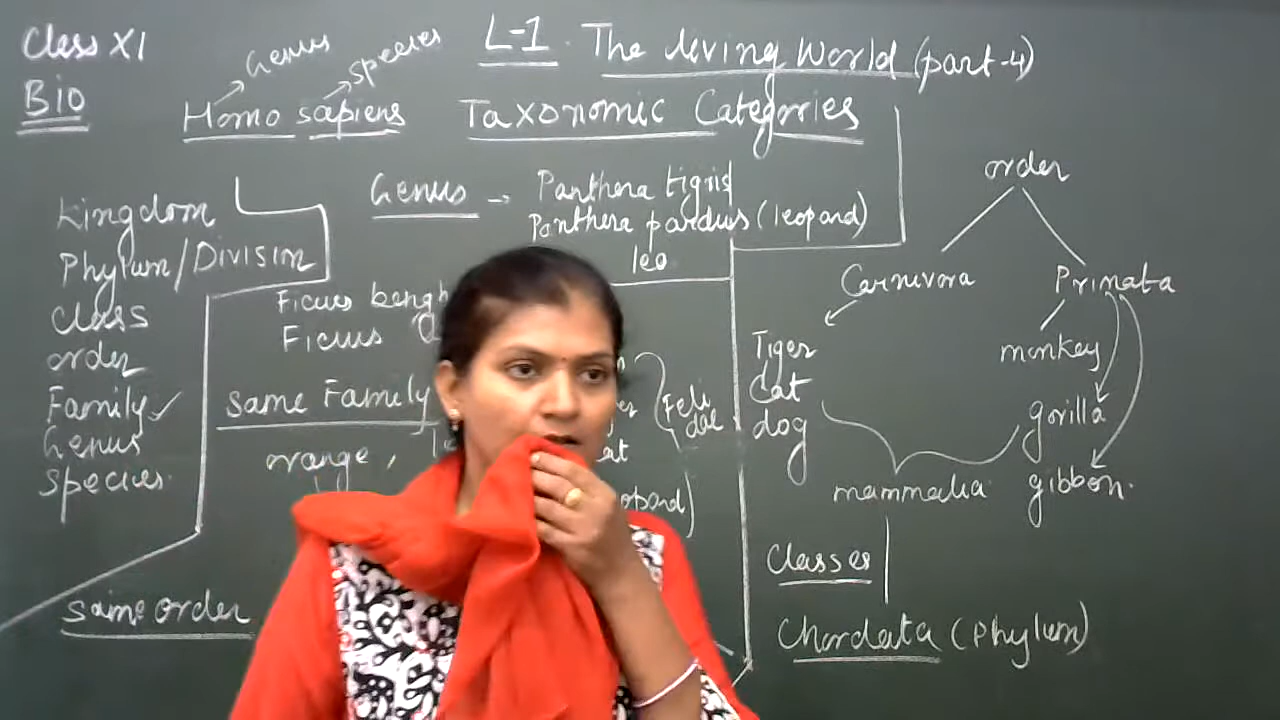 Class XI
Bio
Genus
species
Homo sapiens
L-1. The living World (part-4)
Taxonomic Categories
Kingdom
Phylum/Division
Class
order
Family ✓
Genus
Species
Genus → Panthera tigris
Panthera pardus (leopard)
leo
Ficus
Ficus
same Family
orange,
Feli
dae
same order
order
Carnivora
Primata
Tiger
Cat
dog
monkey
gorilla
gibbon.
mammalia
Classes
Chordata (Phylum)